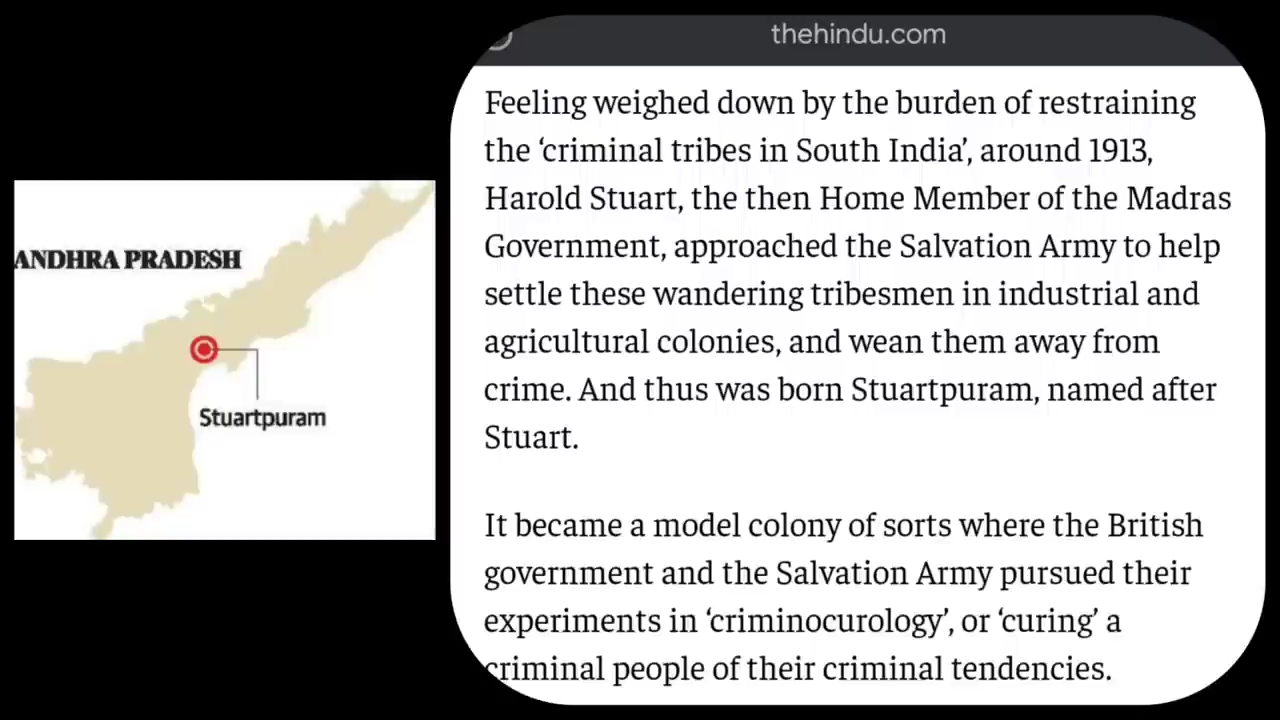 thehindu.com
ANDHRA PRADESH
Stuartpuram
Feeling weighed down by the burden of restraining
the ‘criminal tribes in South India’, around 1913,
Harold Stuart, the then Home Member of the Madras
Government, approached the Salvation Army to help
settle these wandering tribesmen in industrial and
agricultural colonies, and wean them away from
crime. And thus was born Stuartpuram, named after
Stuart.
It became a model colony of sorts where the British
government and the Salvation Army pursued their
experiments in ‘criminocurology’, or ‘curing’ a
criminal people of their criminal tendencies.